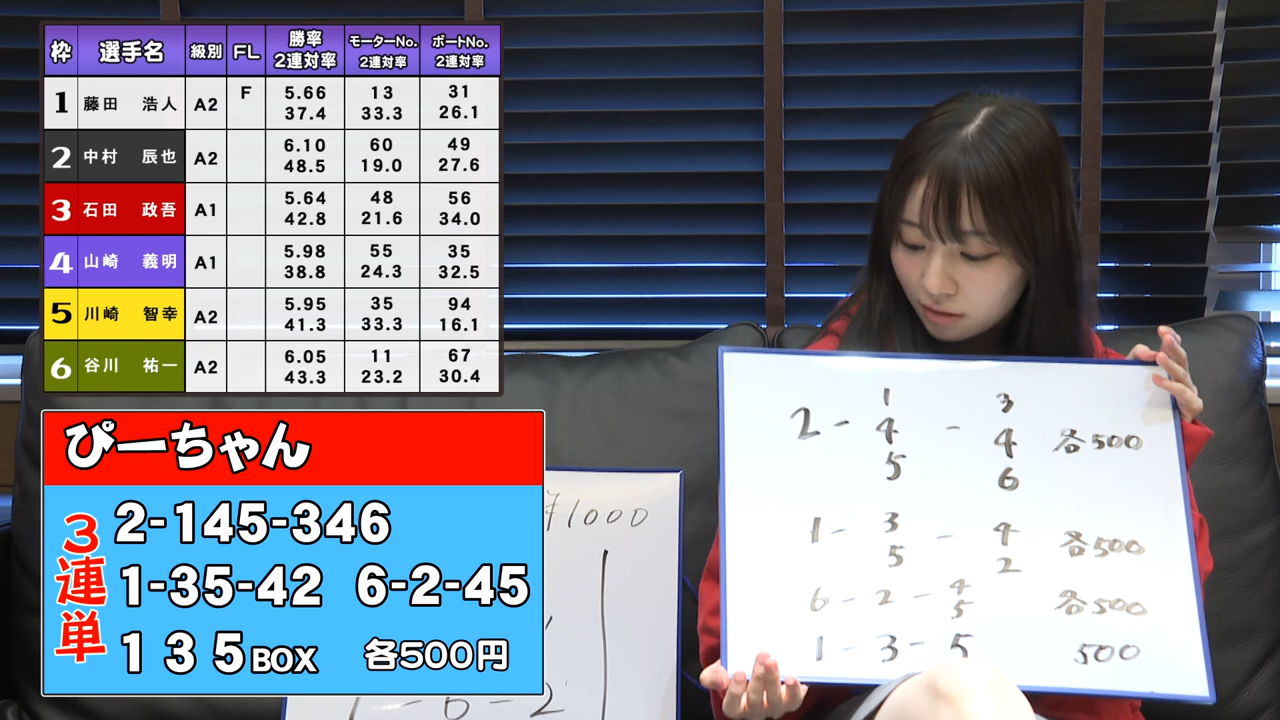 枠 選手名 級別 FL 勝率 2連対率 モーターNo. 2連対率 ボートNo. 2連対率
1 藤田 浩人 A2 F 5.66 37.4 13 33.3 31 26.1
2 中村 辰也 A2 6.10 48.5 60 19.0 49 27.6
3 石田 政吾 A1 5.64 42.8 48 21.6 56 34.0
4 山崎 義明 A1 5.98 38.8 55 24.3 35 32.5
5 川崎 智幸 A2 5.95 41.3 35 33.3 94 16.1
6 谷川 祐一 A2 6.05 43.3 11 23.2 67 30.4
ぴーちゃん
3連単
2-145-346
1-35-42 6-2-45
135BOX 各500円
¥1000
1-6-2
1 3
2-4-4 各500
5 6
1-3-4 各500
5 2
6-2-4 各500
5
1-3-5 500